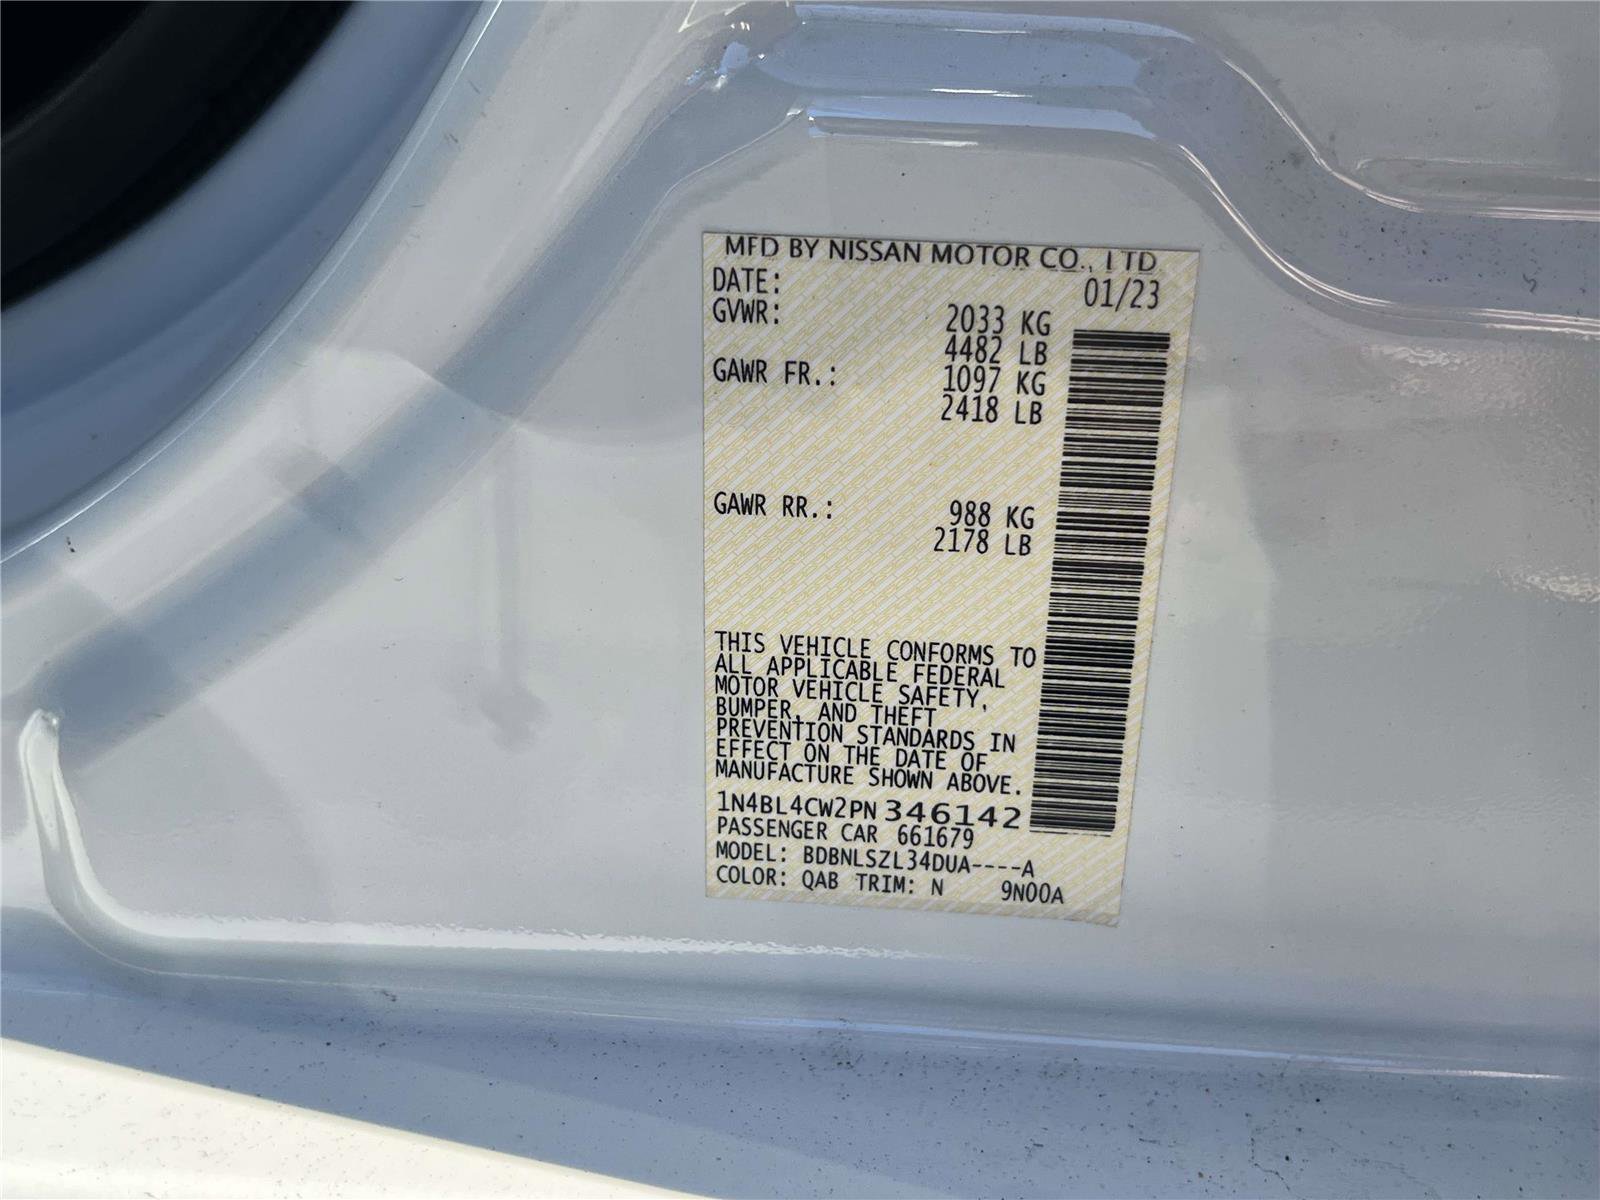 MFD BY NISSAN MOTOR CO., LTD.
DATE: 01/23
GVWR: 2033 KG
4482 LB
GAWR FR.: 1097 KG
2418 LB
GAWR RR.: 988 KG
2178 LB
THIS VEHICLE CONFORMS TO
ALL APPLICABLE FEDERAL
MOTOR VEHICLE SAFETY,
BUMPER, AND THEFT
PREVENTION STANDARDS IN
EFFECT ON THE DATE OF
MANUFACTURE SHOWN ABOVE.
1N4BL4CW2PN346142
PASSENGER CAR 661679
MODEL: BDBNLSZL34DUA----A
COLOR: QAB TRIM: N 9N00A